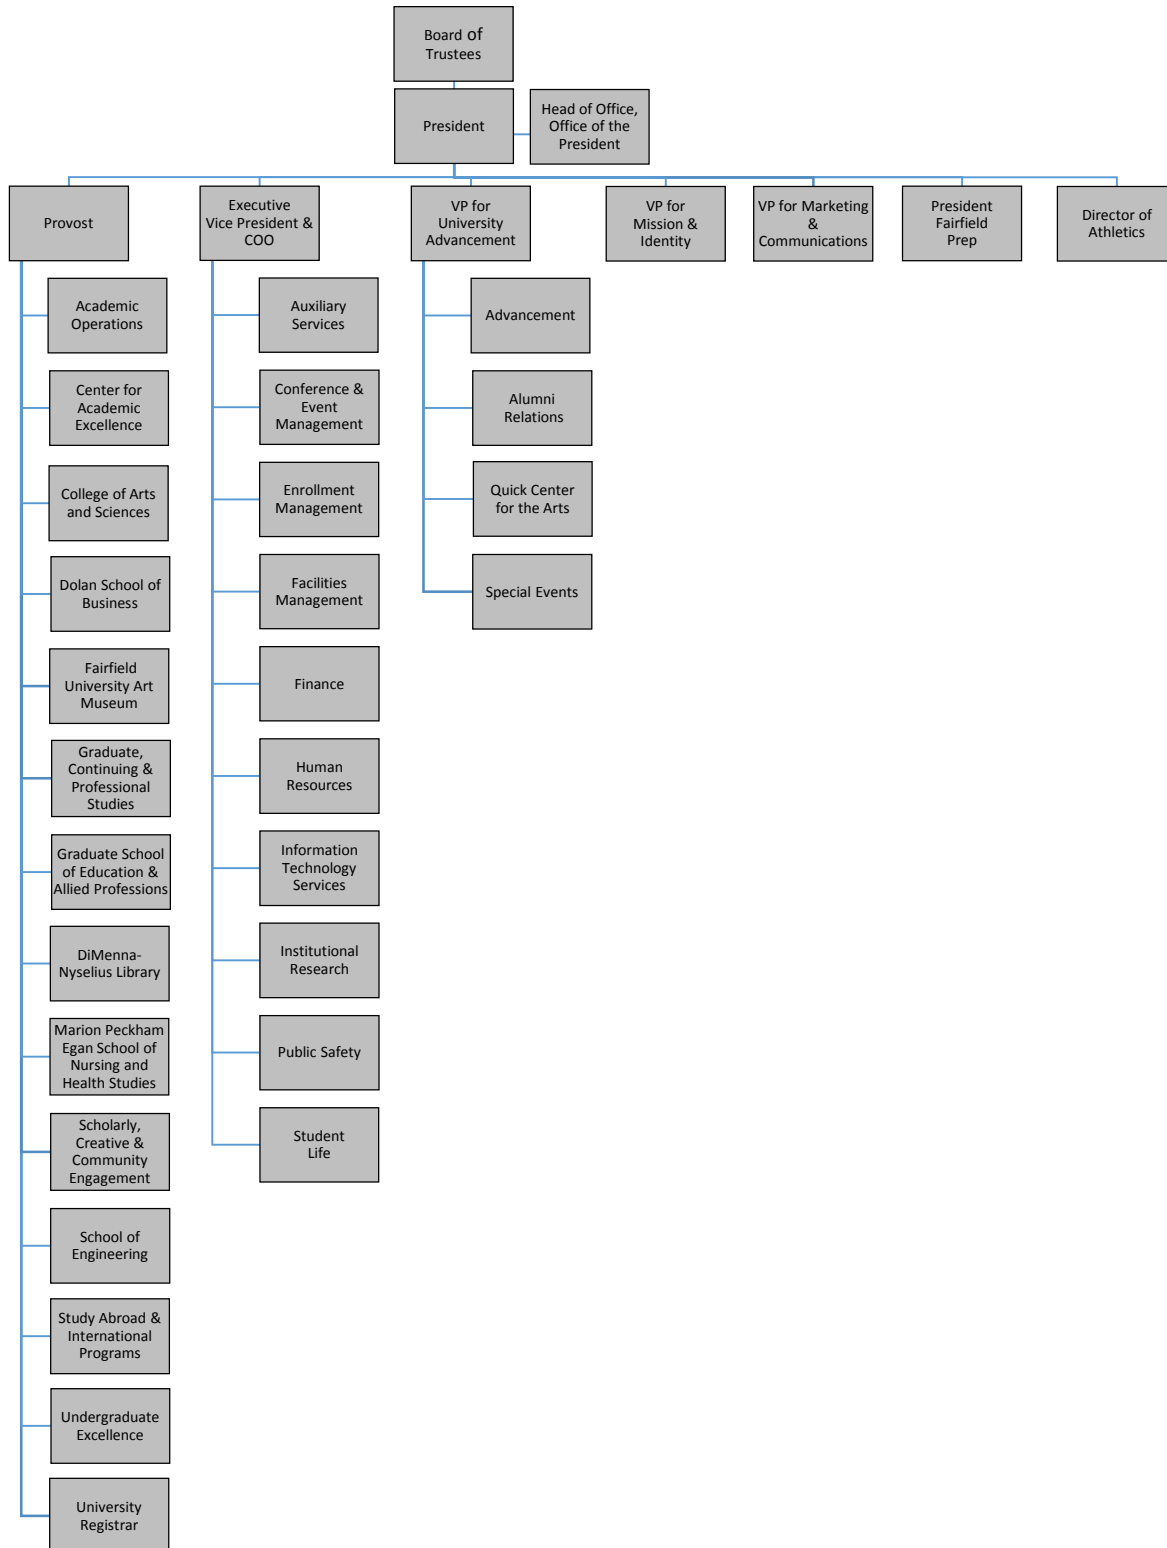 Board of
Trustees
President
Head of Office,
Office of the
President
Provost
Executive
Vice President &
COO
VP for
University
Advancement
VP for
Mission &
Identity
VP for Marketing
&
Communications
President
Fairfield
Prep
Director of
Athletics
Academic
Operations
Center for
Academic
Excellence
College of Arts
and Sciences
Dolan School of
Business
Fairfield
University Art
Museum
Graduate,
Continuing &
Professional
Studies
Graduate School
of Education &
Allied Professions
DiMenna-
Nyselius Library
Marion Peckham
Egan School of
Nursing and
Health Studies
Scholarly,
Creative &
Community
Engagement
School of
Engineering
Study Abroad &
International
Programs
Undergraduate
Excellence
University
Registrar
Auxiliary
Services
Conference &
Event
Management
Enrollment
Management
Facilities
Management
Finance
Human
Resources
Information
Technology
Services
Institutional
Research
Public Safety
Student
Life
Advancement
Alumni
Relations
Quick Center
for the Arts
Special Events